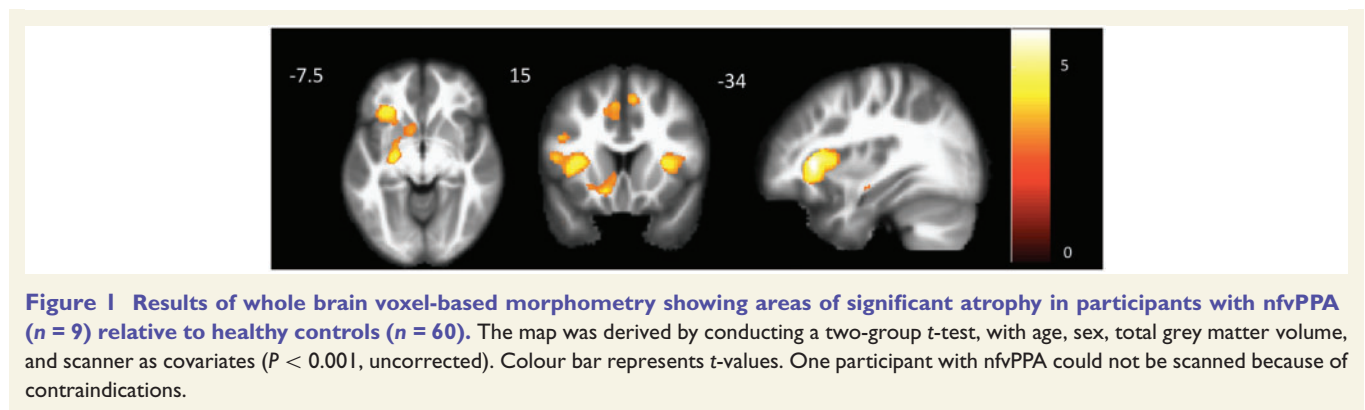 -7.5 15 -34 5
0
Figure 1 Results of whole brain voxel-based morphometry showing areas of significant atrophy in participants with nfvPPA
(n = 9) relative to healthy controls (n = 60). The map was derived by conducting a two-group t-test, with age, sex, total grey matter volume,
and scanner as covariates (P < 0.001, uncorrected). Colour bar represents t-values. One participant with nfvPPA could not be scanned because of
contraindications.